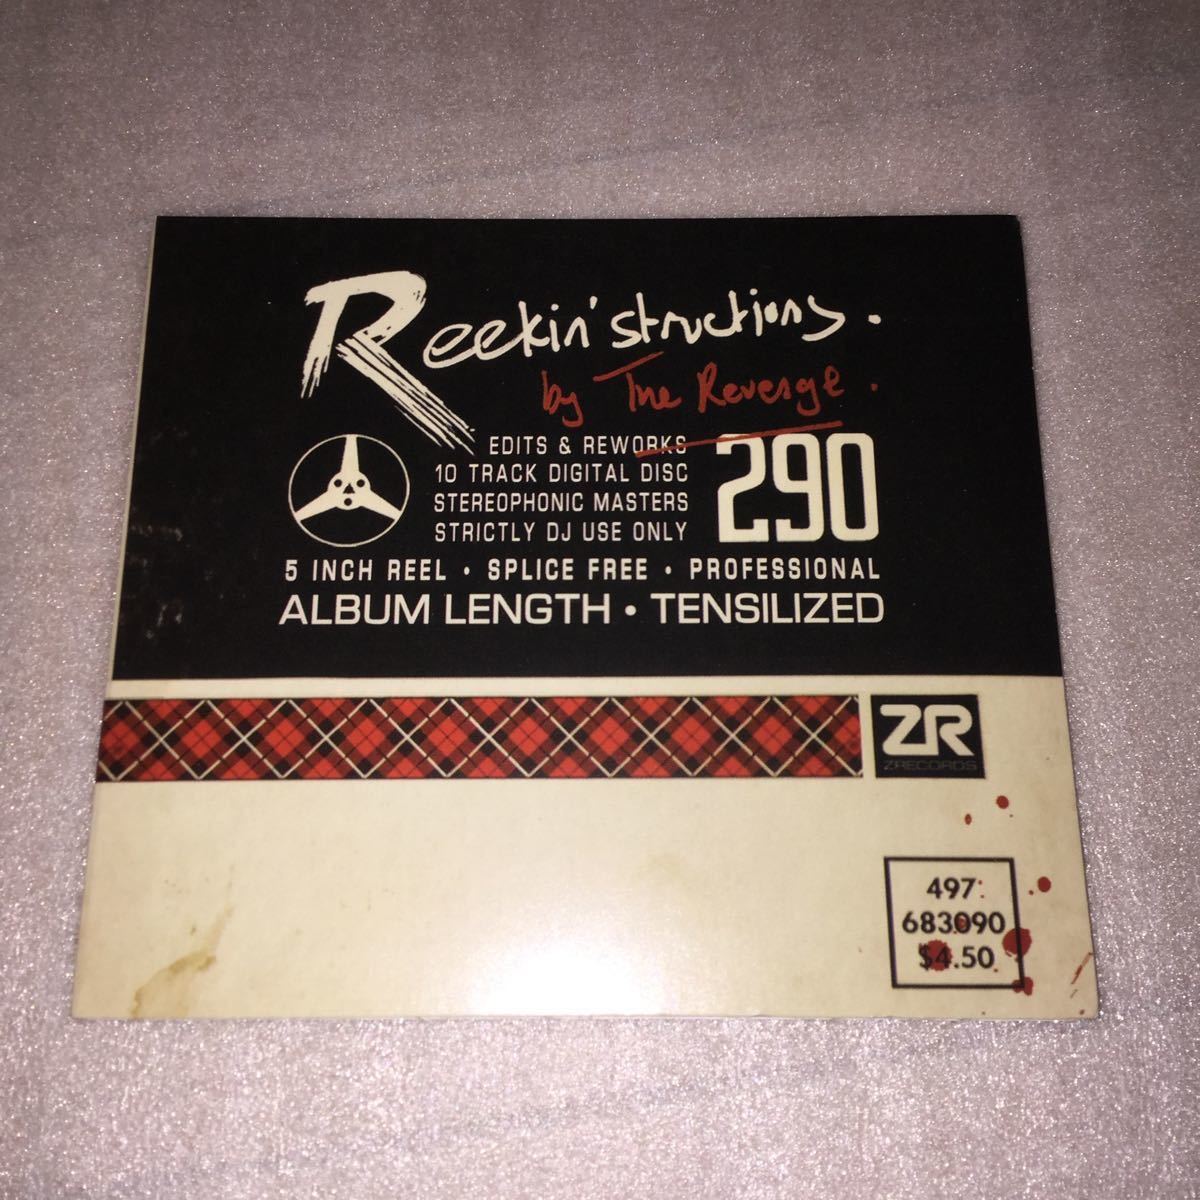 Reekin'structions.
by The Revenge.
EDITS & REWORKS
10 TRACK DIGITAL DISC
STEREOPHONIC MASTERS
STRICTLY DJ USE ONLY
290
5 INCH REEL • SPLICE FREE • PROFESSIONAL
ALBUM LENGTH • TENSILIZED
ZR
ZRECORDS
497
683090
$4.50